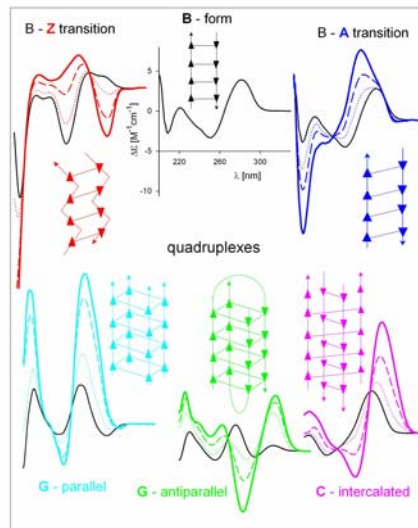 B - Z transition
B - form
B - A transition
5
0
-5
-10
Δε [M⁻¹cm⁻¹]
220
260
300
λ [nm]
quadruplexes
G - parallel
G - antiparallel
C - intercalated